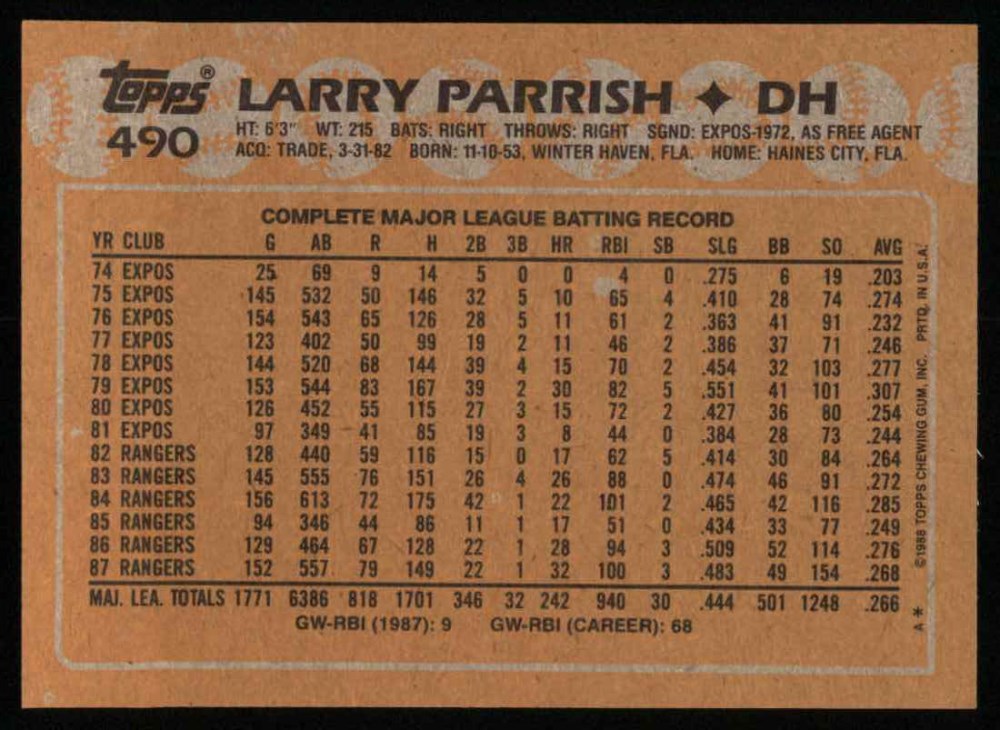 Topps® LARRY PARRISH ✦ DH
490 HT: 6'3" WT: 215 BATS: RIGHT THROWS: RIGHT SGND: EXPOS-1972, AS FREE AGENT
ACQ: TRADE, 3-31-82 BORN: 11-10-53, WINTER HAVEN, FLA. HOME: HAINES CITY, FLA.
COMPLETE MAJOR LEAGUE BATTING RECORD
YR CLUB G AB R H 2B 3B HR RBI SB SLG BB SO AVG
74 EXPOS 25 69 9 14 5 0 0 4 0 .275 6 19 .203
75 EXPOS 145 532 50 146 32 5 10 65 4 .410 28 74 .274
76 EXPOS 154 543 65 126 28 5 11 61 2 .363 41 91 .232
77 EXPOS 123 402 50 99 19 2 11 46 2 .386 37 71 .246
78 EXPOS 144 520 68 144 39 4 15 70 2 .454 32 103 .277
79 EXPOS 153 544 83 167 39 2 30 82 5 .551 41 101 .307
80 EXPOS 126 452 55 115 27 3 15 72 2 .427 36 80 .254
81 EXPOS 97 349 41 85 19 3 8 44 0 .384 28 73 .244
82 RANGERS 128 440 59 116 15 0 17 62 5 .414 30 84 .264
83 RANGERS 145 555 76 151 26 4 26 88 0 .474 46 91 .272
84 RANGERS 156 613 72 175 42 1 22 101 2 .465 42 116 .285
85 RANGERS 94 346 44 86 11 1 17 51 0 .434 33 77 .249
86 RANGERS 129 464 67 128 22 1 28 94 3 .509 52 114 .276
87 RANGERS 152 557 79 149 22 1 32 100 3 .483 49 154 .268
MAJ. LEA. TOTALS 1771 6386 818 1701 346 32 242 940 30 .444 501 1248 .266
GW-RBI (1987): 9 GW-RBI (CAREER): 68
A * ©1988 TOPPS CHEWING GUM, INC. PRTD. IN U.S.A.